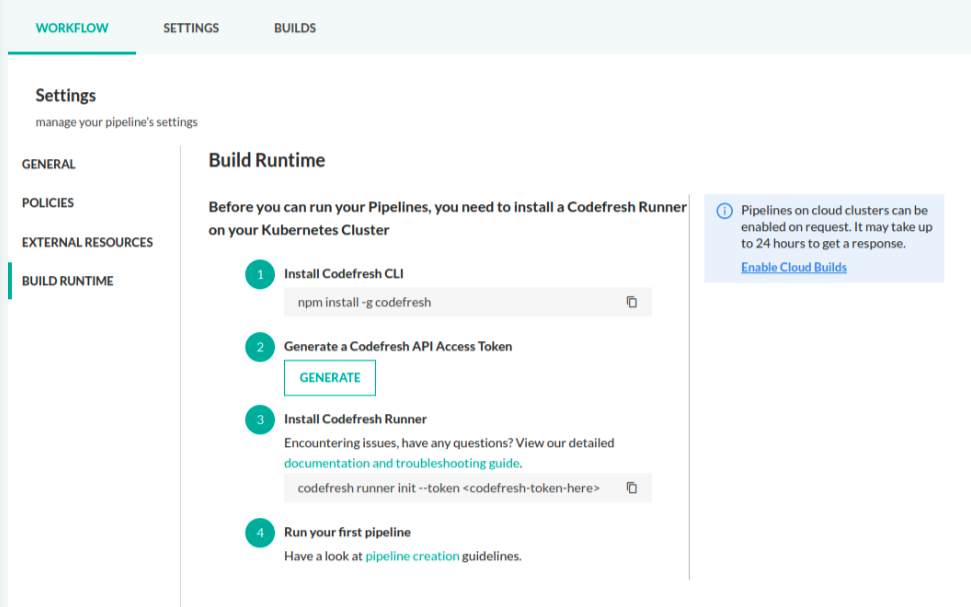 WORKFLOW SETTINGS BUILDS
Settings
manage your pipeline's settings
GENERAL
POLICIES
EXTERNAL RESOURCES
BUILD RUNTIME
Build Runtime
Before you can run your Pipelines, you need to install a Codefresh Runner
on your Kubernetes Cluster
1 Install Codefresh CLI
npm install -g codefresh
2 Generate a Codefresh API Access Token
GENERATE
3 Install Codefresh Runner
Encountering issues, have any questions? View our detailed
documentation and troubleshooting guide.
codefresh runner init --token <codefresh-token-here>
4 Run your first pipeline
Have a look at pipeline creation guidelines.
Pipelines on cloud clusters can be
enabled on request. It may take up
to 24 hours to get a response.
Enable Cloud Builds